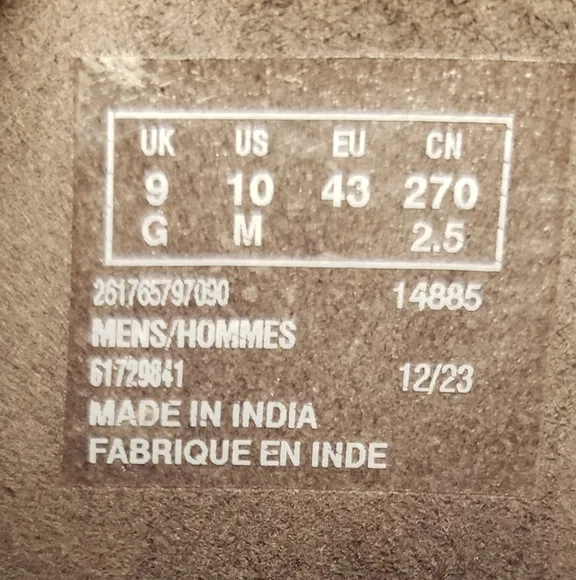 UK US EU CN
9 10 43 270
G M 2.5
261765797090 14885
MENS/HOMMES
61729841 12/23
MADE IN INDIA
FABRIQUE EN INDE